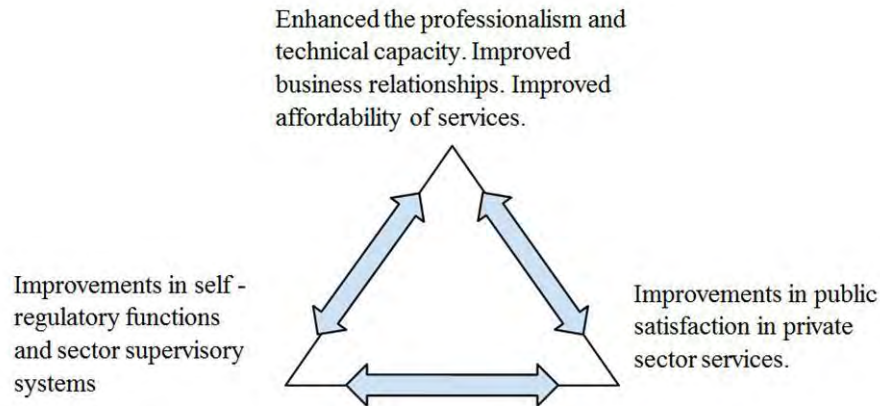 Enhanced the professionalism and
technical capacity. Improved
business relationships. Improved
affordability of services.
Improvements in self -
regulatory functions
and sector supervisory
systems
Improvements in public
satisfaction in private
sector services.